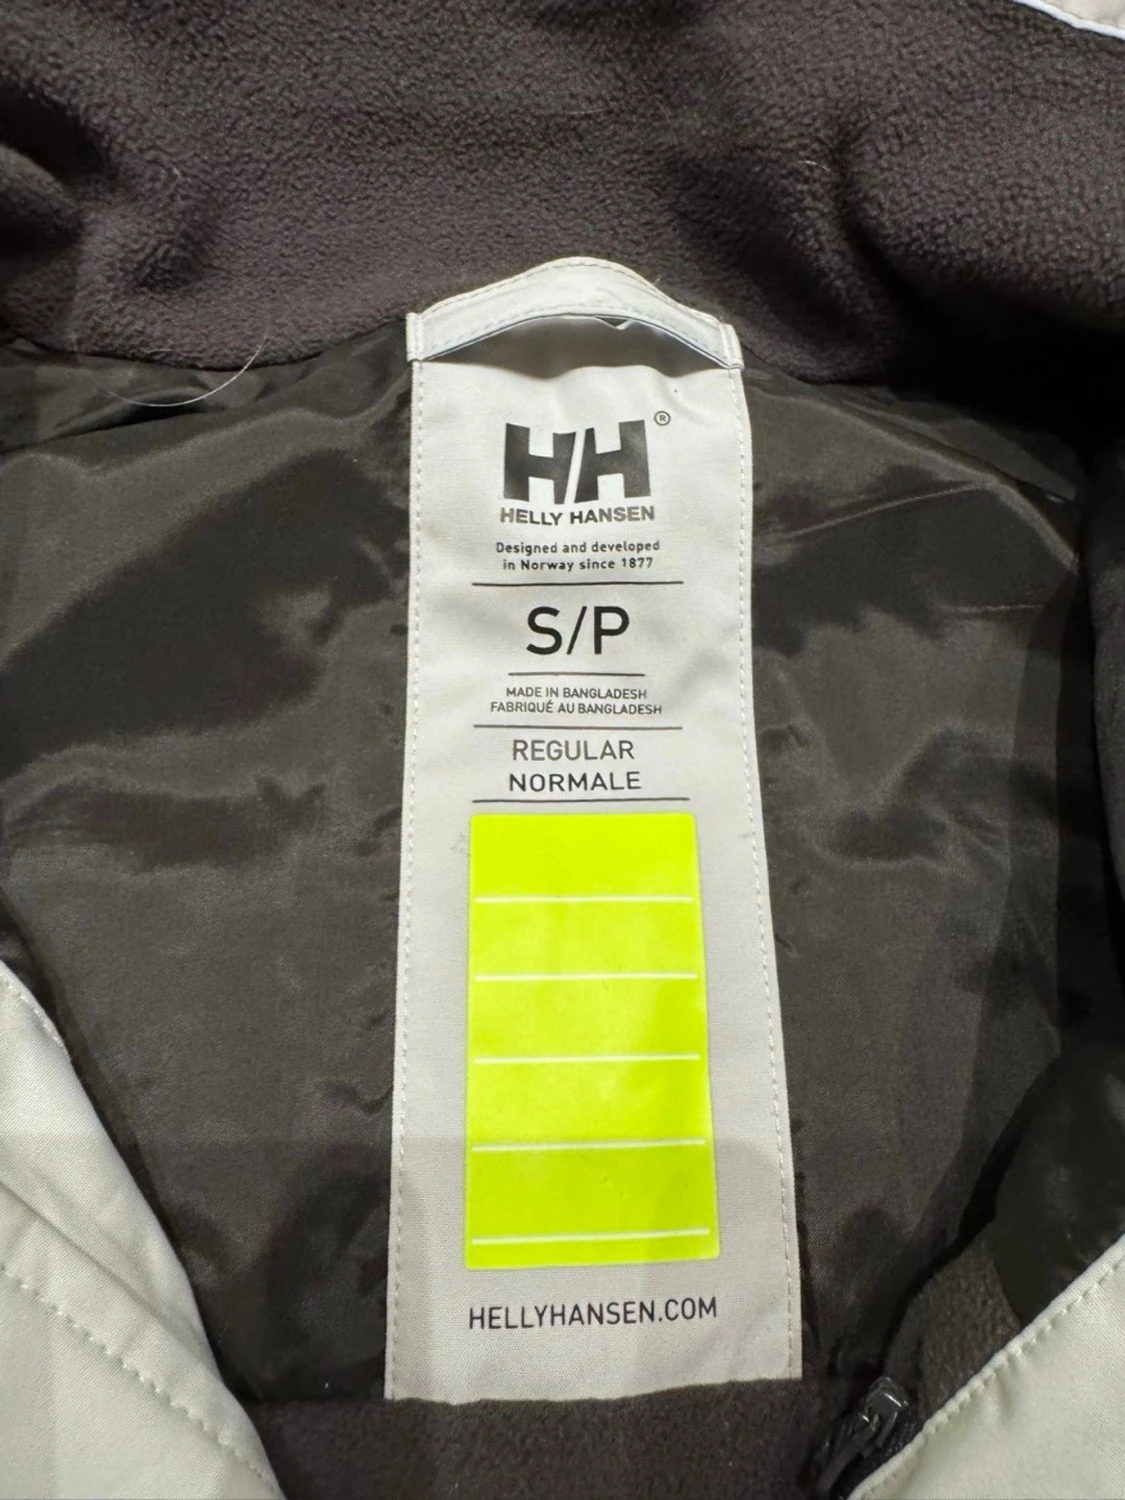 HH®
HELLY HANSEN
Designed and developed
in Norway since 1877
S/P
MADE IN BANGLADESH
FABRIQUÉ AU BANGLADESH
REGULAR
NORMALE
HELLYHANSEN.COM